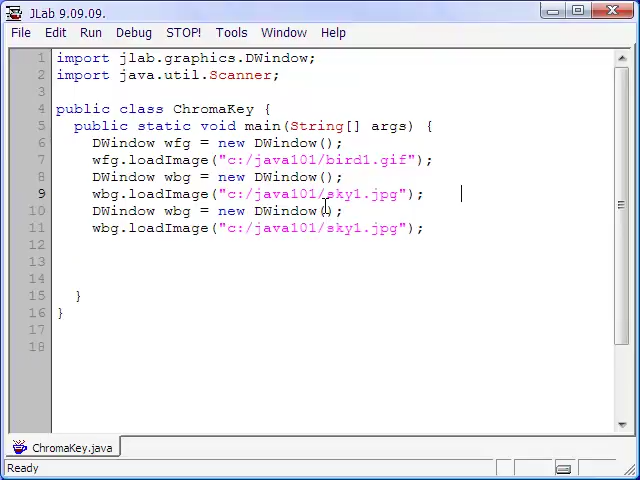 JLab 9.09.09.
File Edit Run Debug STOP! Tools Window Help
1 import jlab.graphics.DWindow;
2 import java.util.Scanner;
3
4 public class ChromaKey {
5 public static void main(String[] args) {
6 DWindow wfg = new DWindow();
7 wfg.loadImage("c:/java101/bird1.gif");
8 DWindow wbg = new DWindow();
9 wbg.loadImage("c:/java101/sky1.jpg");
10 DWindow wbg = new DWindow();
11 wbg.loadImage("c:/java101/sky1.jpg");
12
13
14
15 }
16 }
17
18
ChromaKey.java
Ready